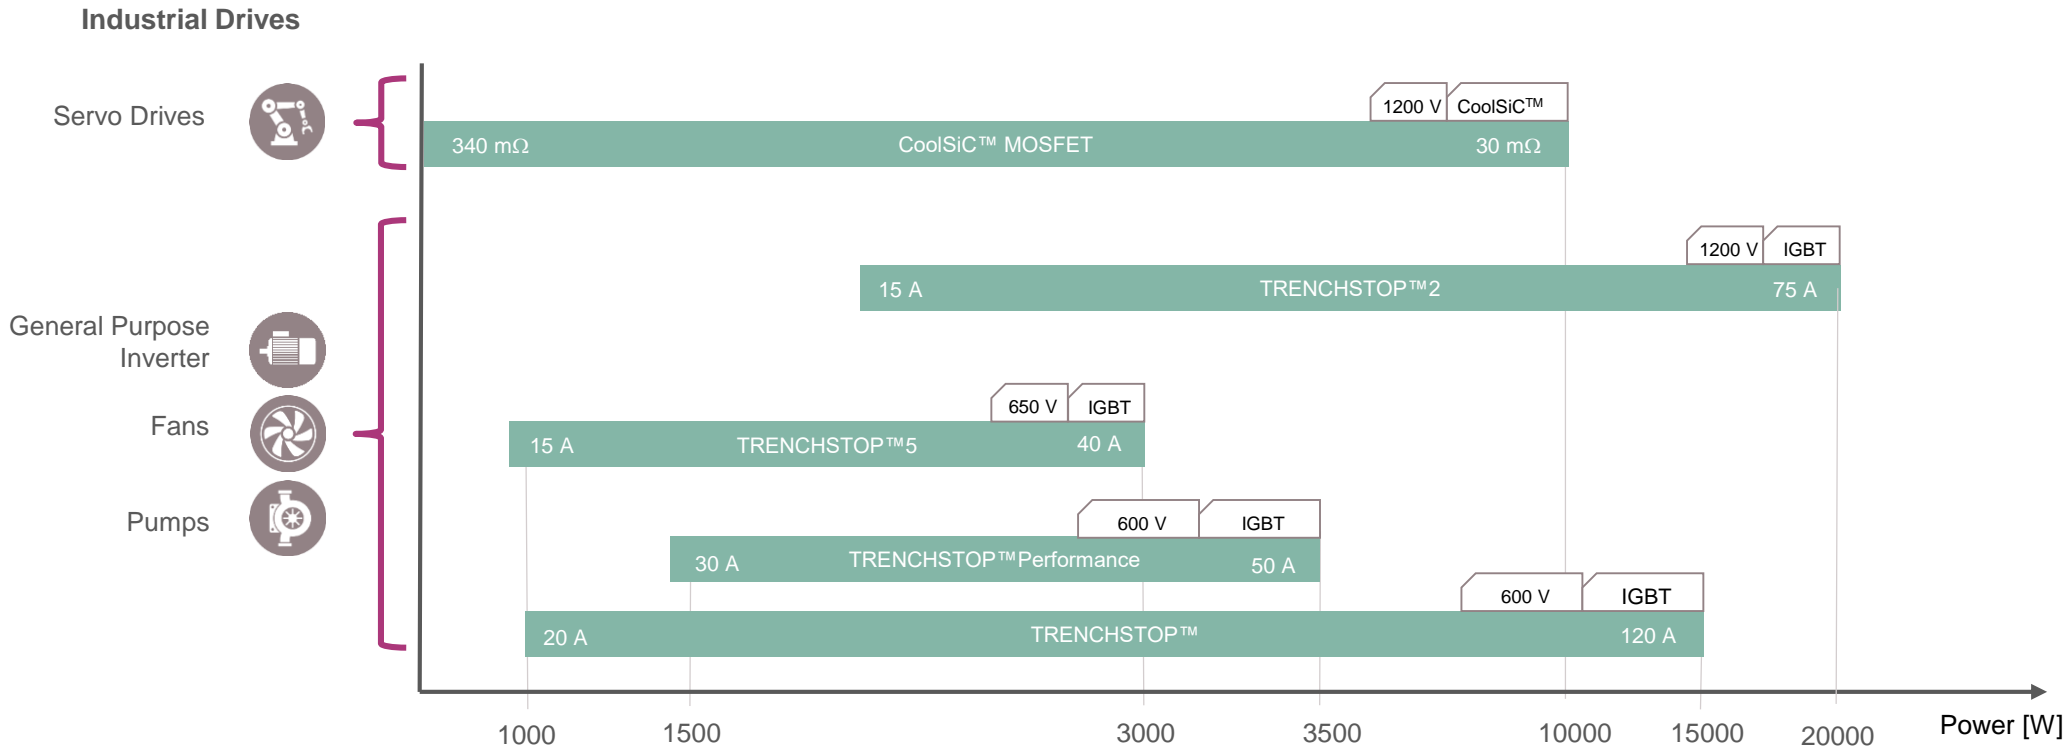 Industrial Drives
Servo Drives
1200 V CoolSiC™
340 mΩ CoolSiC™ MOSFET 30 mΩ
1200 V IGBT
15 A TRENCHSTOP™2 75 A
General Purpose
Inverter
650 V IGBT
Fans
15 A TRENCHSTOP™5 40 A
Pumps
600 V IGBT
30 A TRENCHSTOP™Performance 50 A
600 V IGBT
20 A TRENCHSTOP™ 120 A
1000 1500 3000 3500 10000 15000 20000 Power [W]